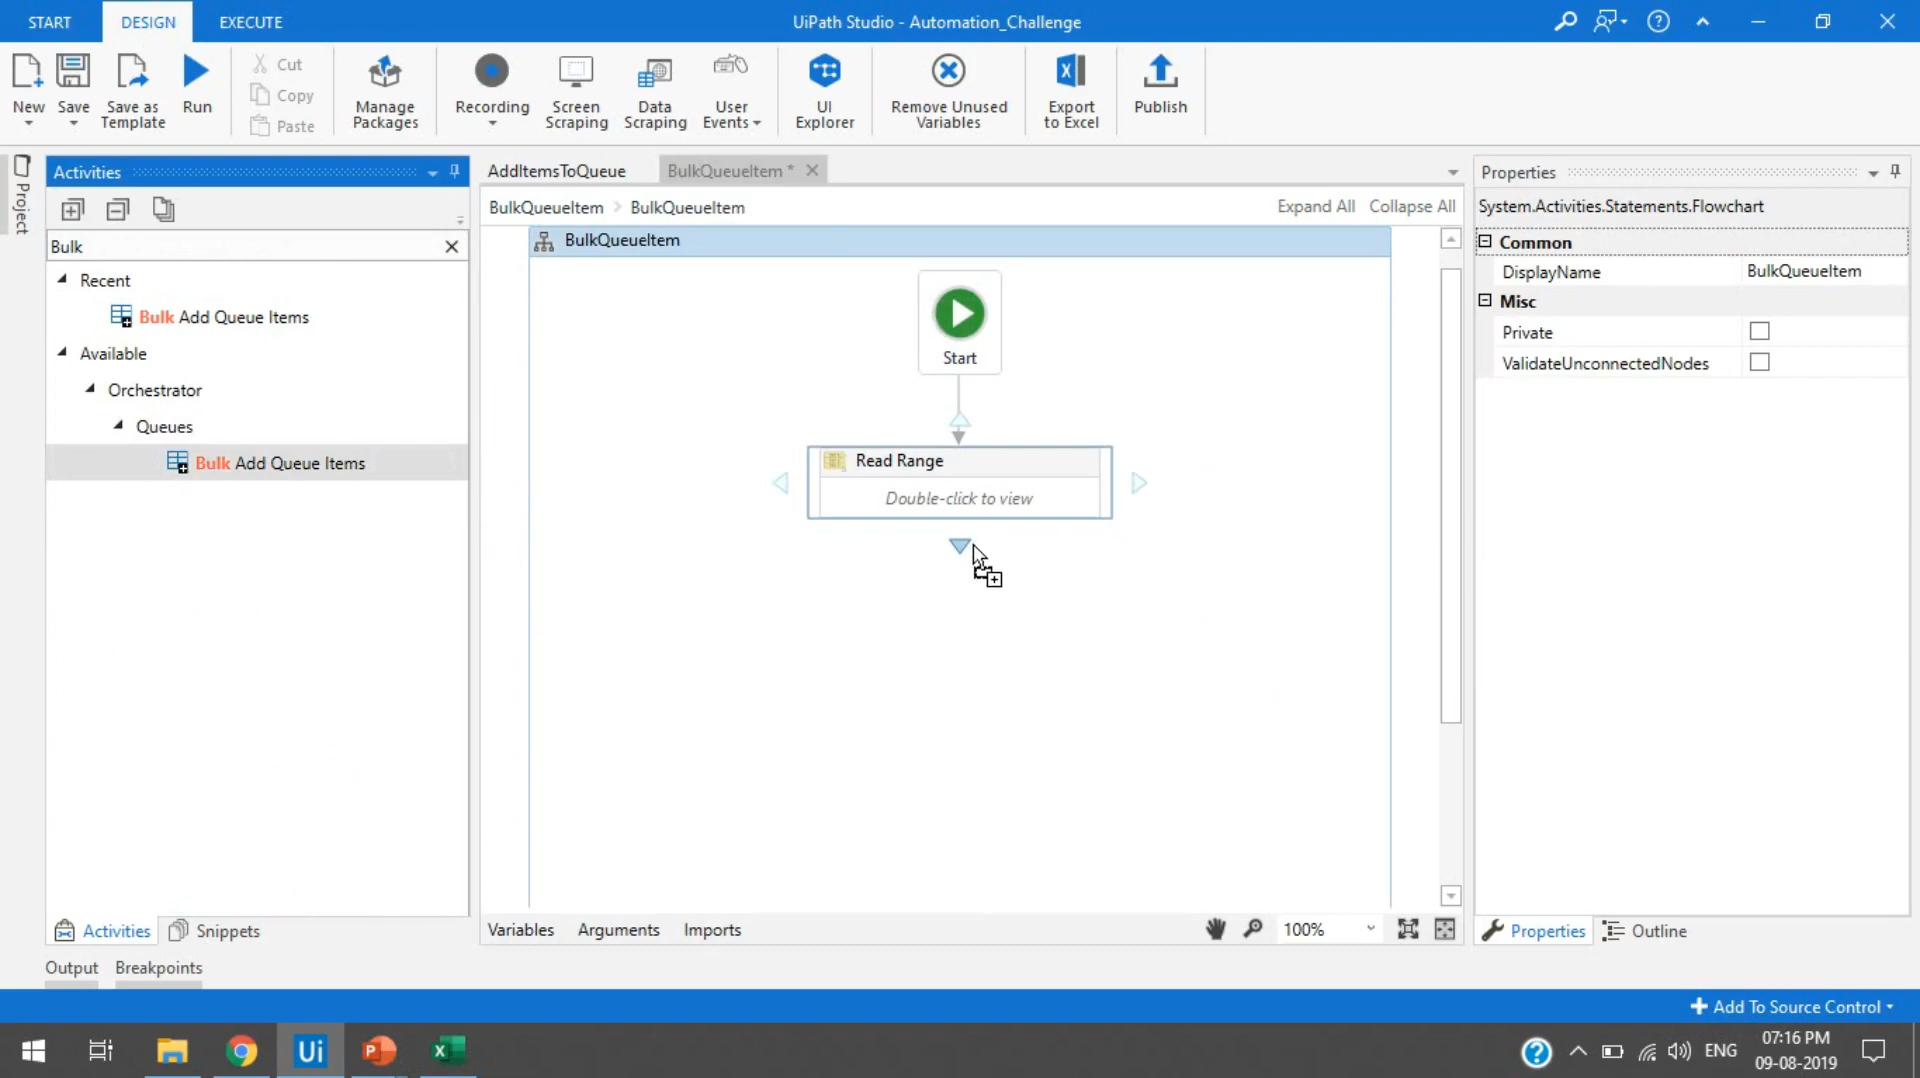 START DESIGN EXECUTE UiPath Studio - Automation_Challenge
New
Save
Save as Template
Run
Cut
Copy
Paste
Manage Packages
Recording
Screen Scraping
Data Scraping
User Events
UI Explorer
Remove Unused Variables
Export to Excel
Publish
Project
Activities
Bulk
Recent
Bulk Add Queue Items
Available
Orchestrator
Queues
Bulk Add Queue Items
Activities Snippets
AddItemsToQueue BulkQueueItem *
BulkQueueItem BulkQueueItem Expand All Collapse All
BulkQueueItem
Start
Read Range
Double-click to view
Variables Arguments Imports 100%
Properties
System.Activities.Statements.Flowchart
Common
DisplayName BulkQueueItem
Misc
Private
ValidateUnconnectedNodes
Properties Outline
Output Breakpoints
Add To Source Control
Ui
ENG
07:16 PM
09-08-2019